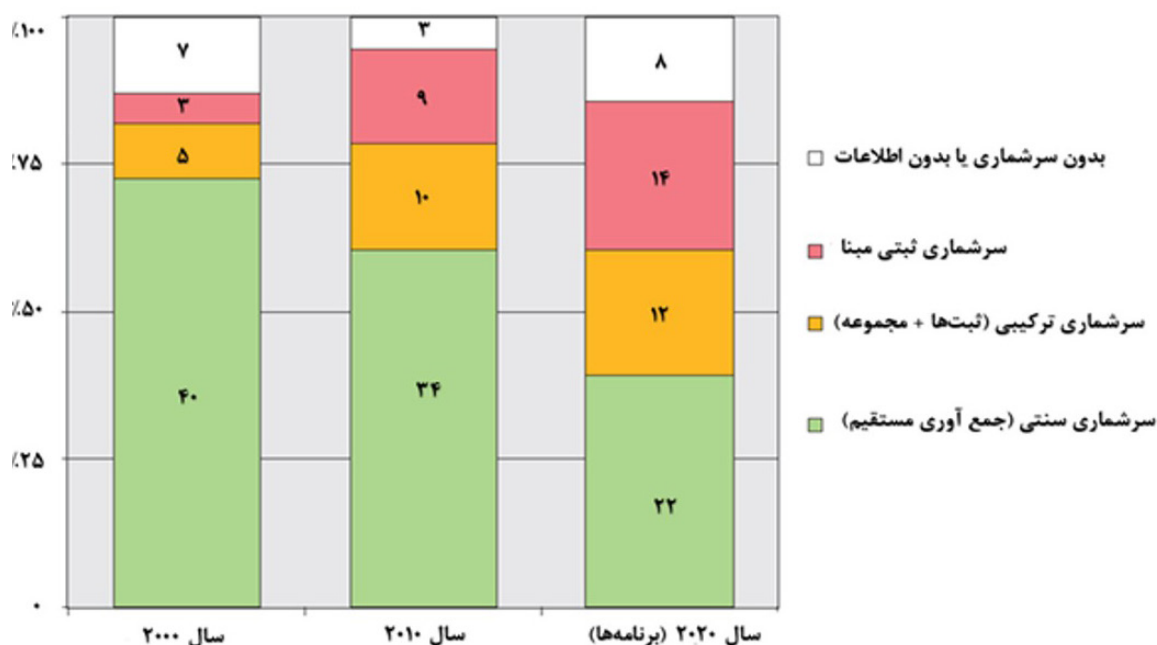 ٪۱۰۰
٪۷۵
٪۵۰
٪۲۵
۰
۷
۳
۵
۴۰
۳
۹
۱۰
۳۴
۸
۱۴
۱۲
۲۲
سال ۲۰۰۰
سال ۲۰۱۰
سال ۲۰۲۰ (برنامه‌ها)
بدون سرشماری یا بدون اطلاعات
سرشماری ثبتی مبنا
سرشماری ترکیبی (ثبت‌ها + مجموعه)
سرشماری سنتی (جمع آوری مستقیم)